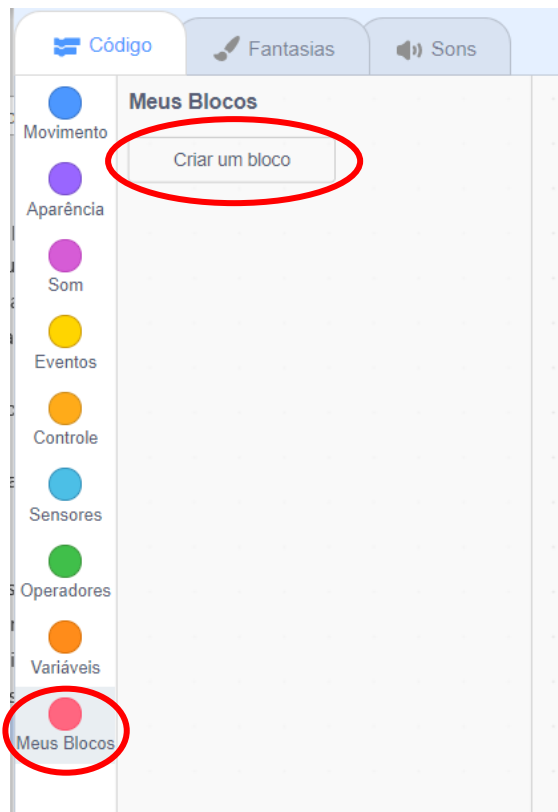 Código
Fantasias
Sons
Movimento
Meus Blocos
Criar um bloco
Aparência
Som
Eventos
Controle
Sensores
Operadores
Variáveis
Meus Blocos